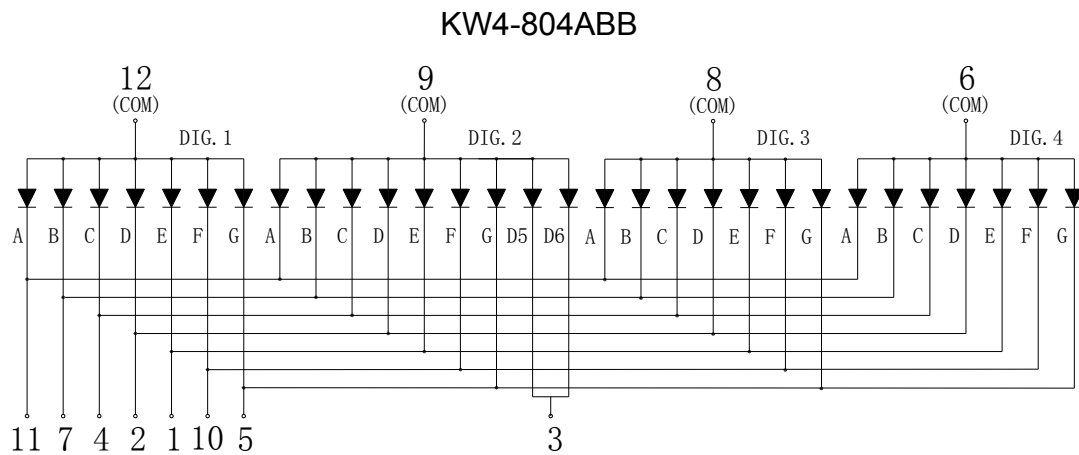 KW4-804ABB
12 9 8 6
(COM) (COM) (COM) (COM)
DIG.1 DIG.2 DIG.3 DIG.4
A B C D E F G A B C D E F G D5 D6 A B C D E F G A B C D E F G
11 7 4 2 1 10 5 3